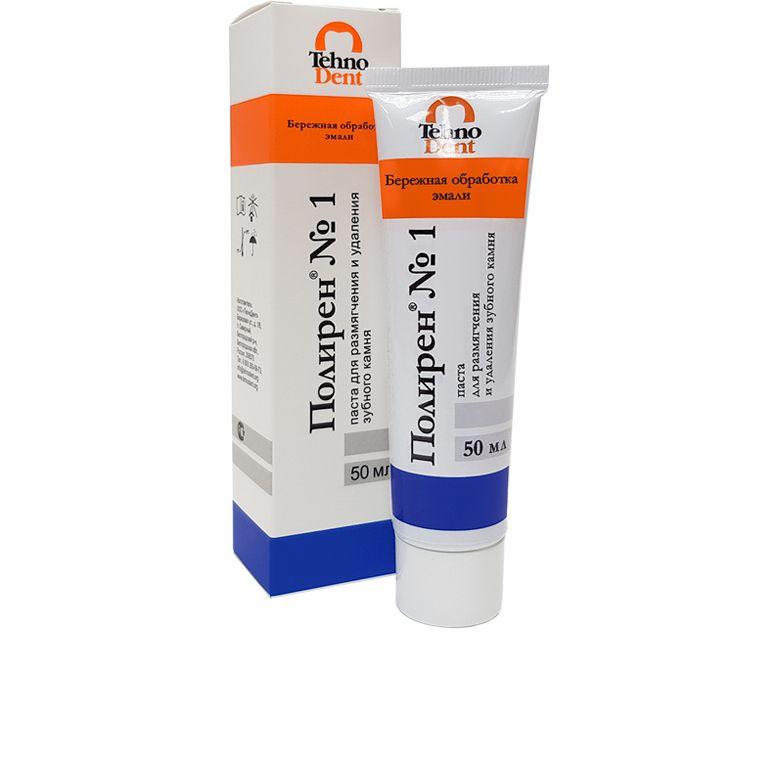 Tehno
Dent
Бережная обработка
эмали
Полирен® № 1
паста для размягчения и удаления
зубного камня
50 мл
Tehno
Dent
Бережная обработка
эмали
Полирен® № 1
паста
для размягчения
и удаления зубного камня
50 мл